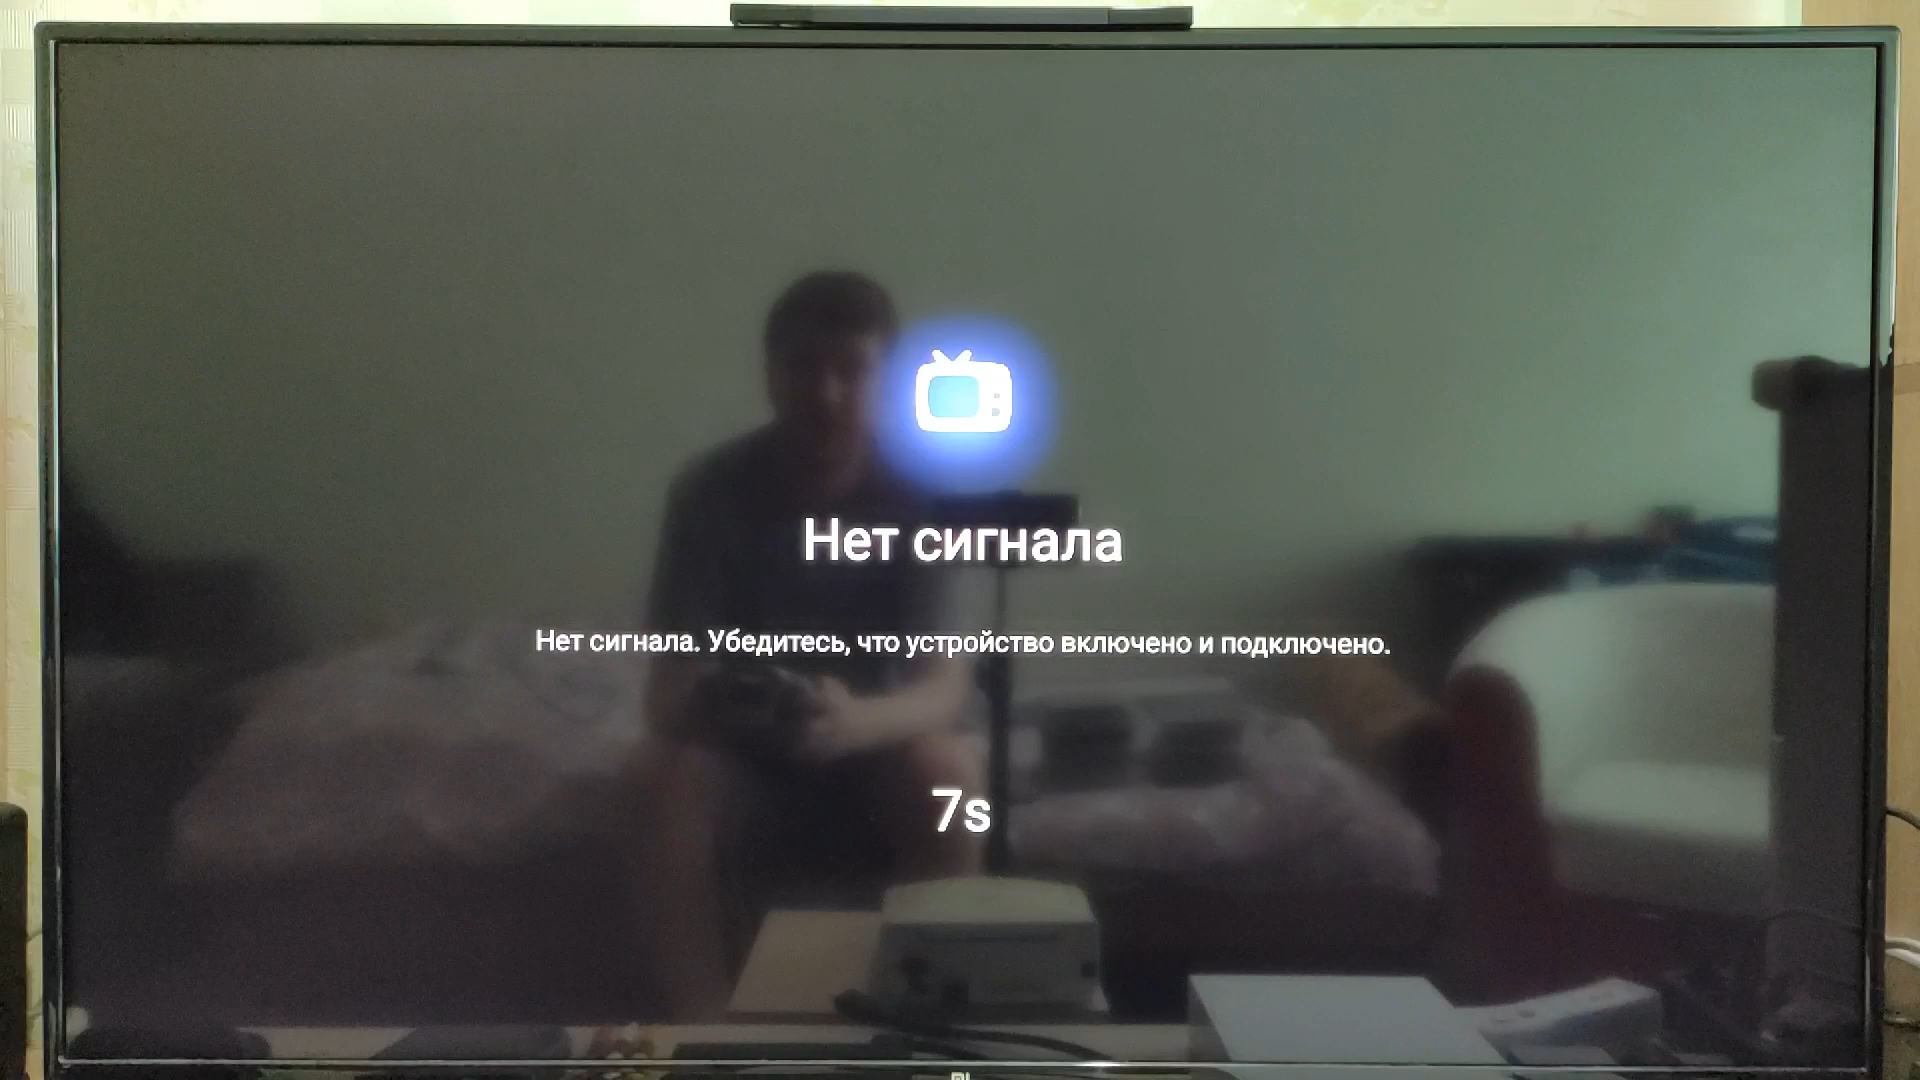 Нет сигнала
Нет сигнала. Убедитесь, что устройство включено и подключено.
7s